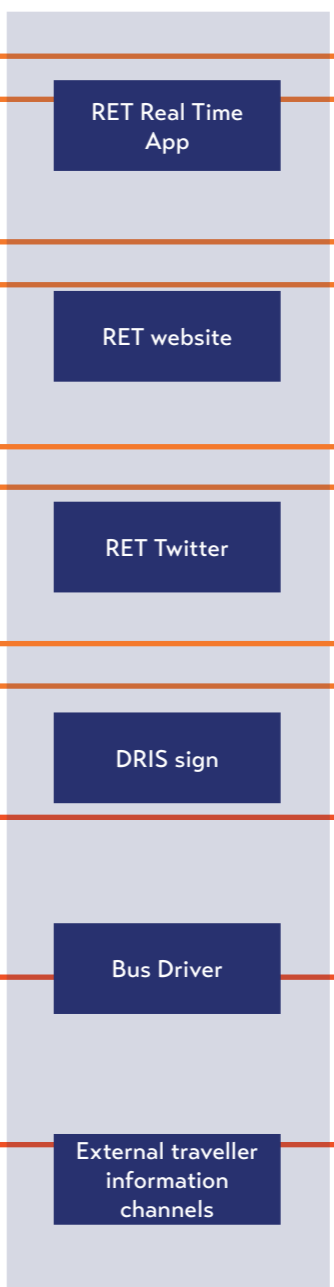 RET Real Time
App
RET website
RET Twitter
DRIS sign
Bus Driver
External traveller
information
channels